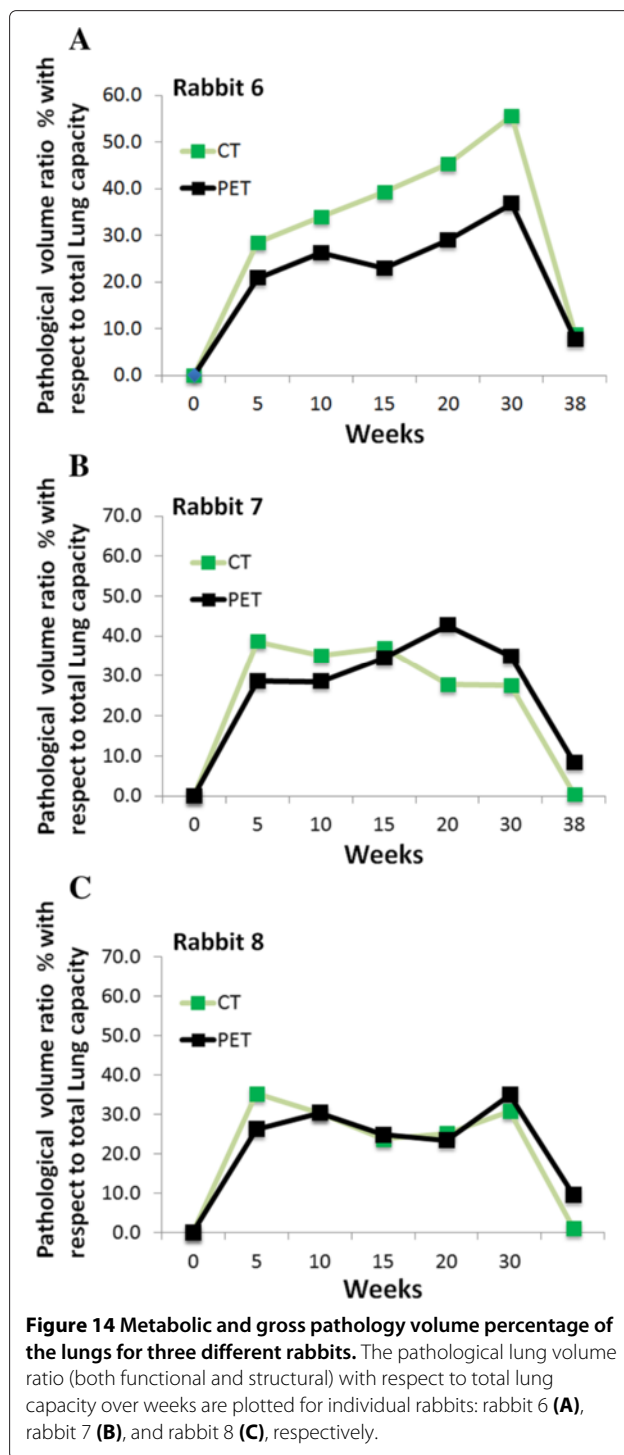 A
Rabbit 6
Pathological volume ratio % with
respect to total Lung capacity
60.0
50.0
40.0
30.0
20.0
10.0
0.0
CT
PET
0 5 10 15 20 30 38
Weeks
B
Rabbit 7
Pathological volume ratio % with
respect to total Lung capacity
70.0
60.0
50.0
40.0
30.0
20.0
10.0
0.0
CT
PET
0 5 10 15 20 30 38
Weeks
C
Rabbit 8
Pathological volume ratio % with
respect to total Lung capacity
70.0
60.0
50.0
40.0
30.0
20.0
10.0
0.0
CT
PET
0 5 10 15 20 30
Weeks
Figure 14 Metabolic and gross pathology volume percentage of
the lungs for three different rabbits. The pathological lung volume
ratio (both functional and structural) with respect to total lung
capacity over weeks are plotted for individual rabbits: rabbit 6 (A),
rabbit 7 (B), and rabbit 8 (C), respectively.